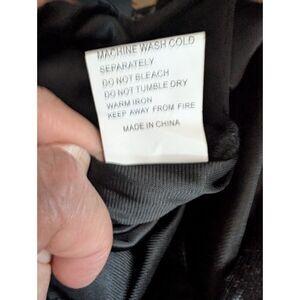 MACHINE WASH COLD
SEPARATELY
DO NOT BLEACH
DO NOT TUMBLE DRY
WARM IRON
KEEP AWAY FROM FIRE
MADE IN CHINA